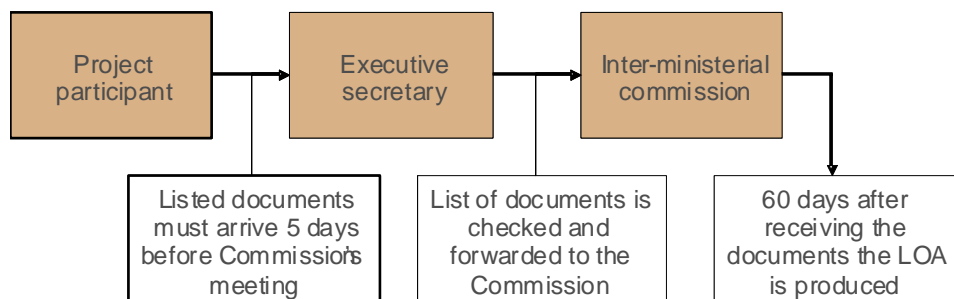 Project
participant
Executive
secretary
Inter-ministerial
commission
Listed documents
must arrive 5 days
before Commission's
meeting
List of documents is
checked and
forwarded to the
Commission
60 days after
receiving the
documents the LOA
is produced